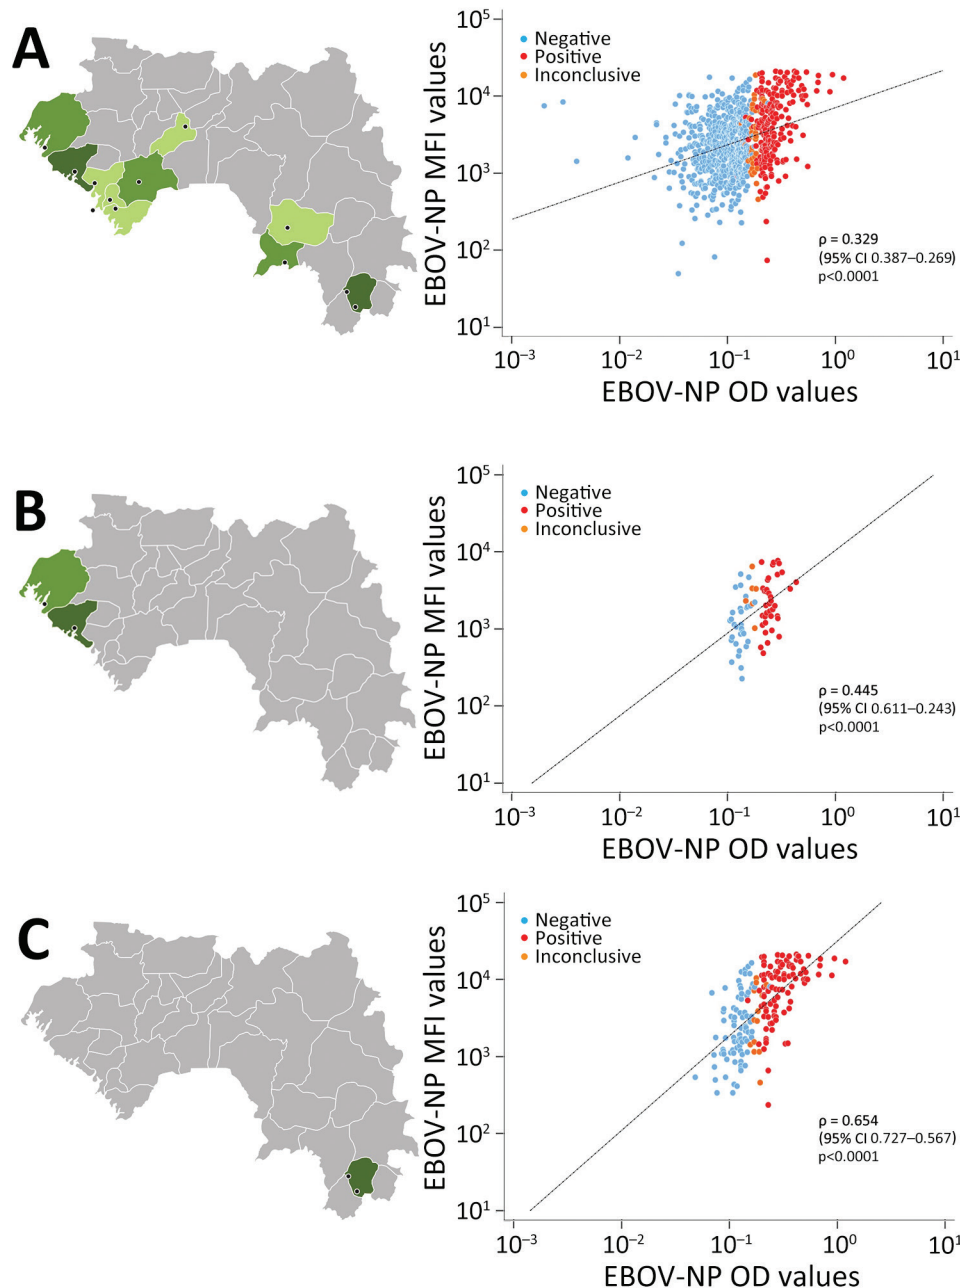 A
EBOV-NP MFI values
10⁵
10⁴
10³
10²
10¹
Negative
Positive
Inconclusive
ρ = 0.329
(95% CI 0.387–0.269)
p<0.0001
10⁻³
10⁻²
10⁻¹
10⁰
10¹
EBOV-NP OD values
B
EBOV-NP MFI values
10⁵
10⁴
10³
10²
10¹
Negative
Positive
Inconclusive
ρ = 0.445
(95% CI 0.611–0.243)
p<0.0001
10⁻³
10⁻²
10⁻¹
10⁰
10¹
EBOV-NP OD values
C
EBOV-NP MFI values
10⁵
10⁴
10³
10²
10¹
Negative
Positive
Inconclusive
ρ = 0.654
(95% CI 0.727–0.567)
p<0.0001
10⁻³
10⁻²
10⁻¹
10⁰
10¹
EBOV-NP OD values